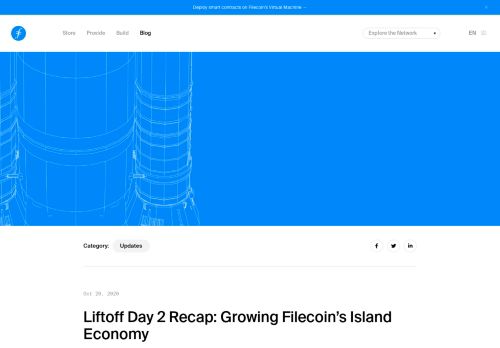 Deploy smart contracts on Filecoin's Virtual Machine →
Store Provide Build Blog
Explore the Network
EN
Category: Updates
Oct 20, 2020
Liftoff Day 2 Recap: Growing Filecoin's Island
Economy